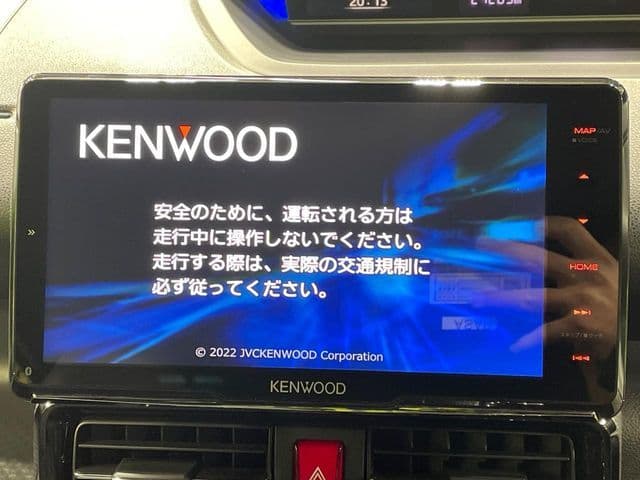 20:13
KENWOOD
MAP/AV
安全のために、運転される方は
走行中に操作しないでください。
走行する際は、実際の交通規制に
必ず従ってください。
HOME
© 2022 JVCKENWOOD Corporation
KENWOOD